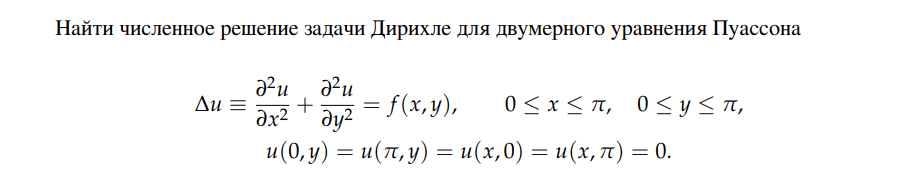 Найти численное решение задачи Дирихле для двумерного уравнения Пуассона
Δu ≡ ∂²u/∂x² + ∂²u/∂y² = f(x, y), 0 ≤ x ≤ π, 0 ≤ y ≤ π,
u(0, y) = u(π, y) = u(x, 0) = u(x, π) = 0.